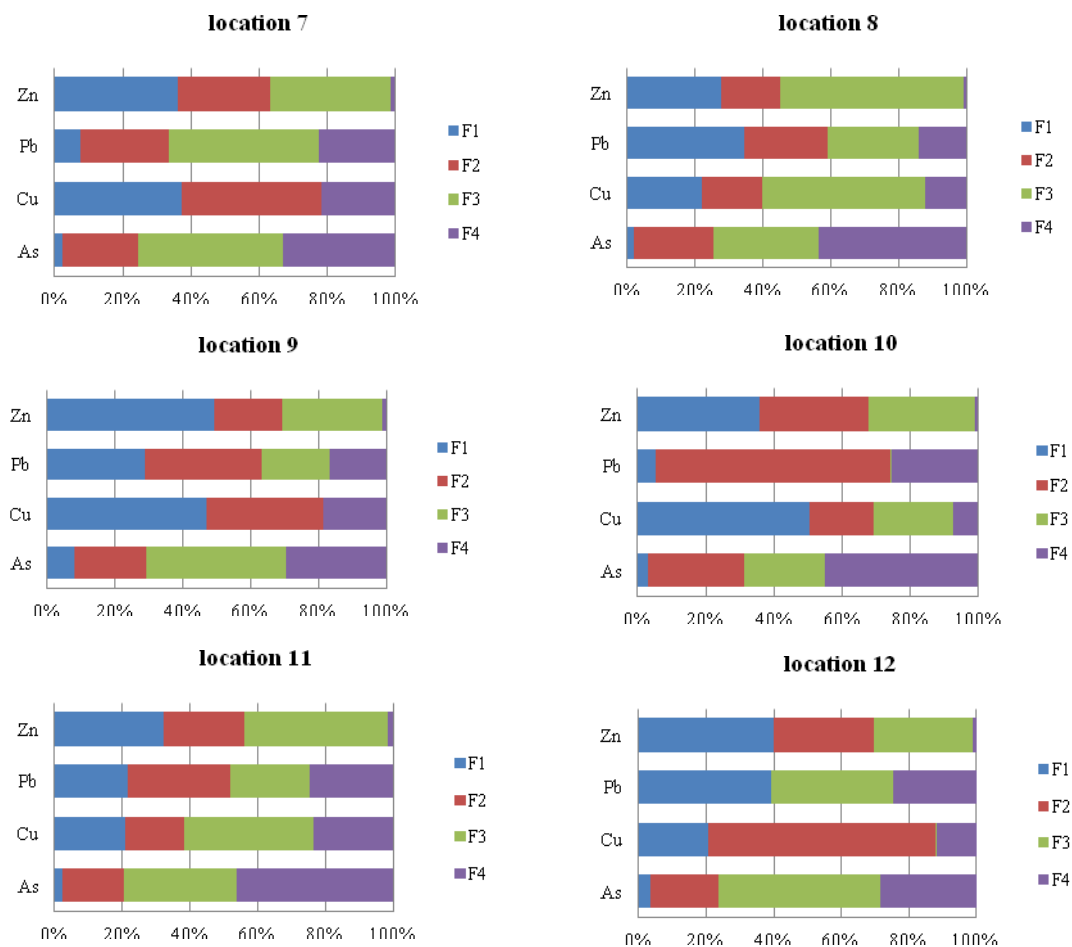 location 7
Zn
Pb
Cu
As
0% 20% 40% 60% 80% 100%
F1
F2
F3
F4
location 8
Zn
Pb
Cu
As
0% 20% 40% 60% 80% 100%
F1
F2
F3
F4
location 9
Zn
Pb
Cu
As
0% 20% 40% 60% 80% 100%
F1
F2
F3
F4
location 10
Zn
Pb
Cu
As
0% 20% 40% 60% 80% 100%
F1
F2
F3
F4
location 11
Zn
Pb
Cu
As
0% 20% 40% 60% 80% 100%
F1
F2
F3
F4
location 12
Zn
Pb
Cu
As
0% 20% 40% 60% 80% 100%
F1
F2
F3
F4